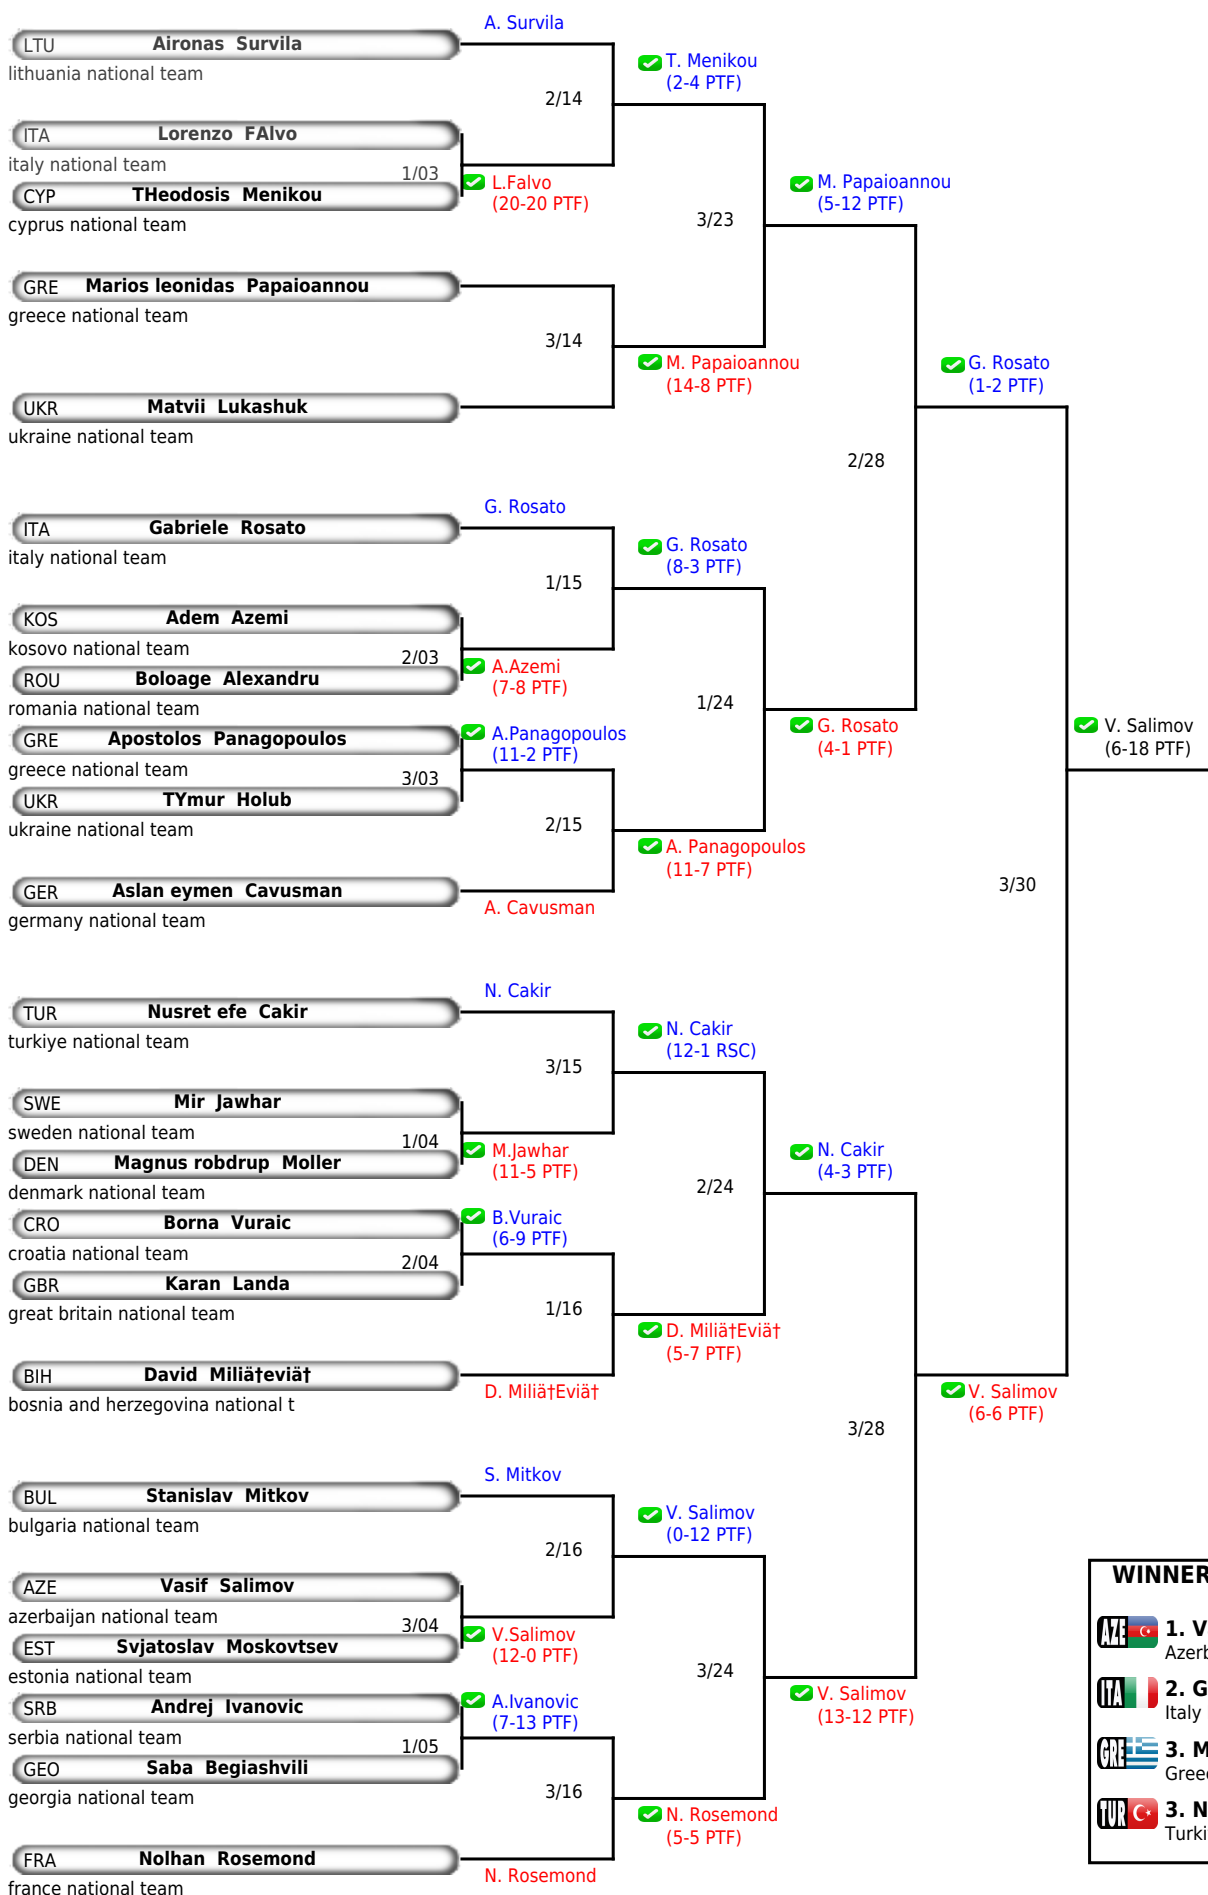 A. Survila
LTU Aironas Survila
lithuania national team
T. Menikou
(2-4 PTF)
2/14
ITA Lorenzo FAlvo
italy national team
1/03
L.Falvo
(20-20 PTF)
CYP THeodosis Menikou
cyprus national team
M. Papaioannou
(5-12 PTF)
3/23
GRE Marios leonidas Papaioannou
greece national team
3/14
M. Papaioannou
(14-8 PTF)
G. Rosato
(1-2 PTF)
UKR Matvii Lukashuk
ukraine national team
2/28
G. Rosato
ITA Gabriele Rosato
italy national team
G. Rosato
(8-3 PTF)
1/15
KOS Adem Azemi
kosovo national team
2/03
A.Azemi
(7-8 PTF)
ROU Boloage Alexandru
romania national team
1/24
GRE Apostolos Panagopoulos
greece national team
A.Panagopoulos
(11-2 PTF)
G. Rosato
(4-1 PTF)
V. Salimov
(6-18 PTF)
3/03
UKR TYmur Holub
ukraine national team
2/15
A. Panagopoulos
(11-7 PTF)
GER Aslan eymen Cavusman
germany national team
A. Cavusman
3/30
N. Cakir
TUR Nusret efe Cakir
turkiye national team
N. Cakir
(12-1 RSC)
3/15
SWE Mir Jawhar
sweden national team
1/04
M.Jawhar
(11-5 PTF)
DEN Magnus robdrup Moller
denmark national team
N. Cakir
(4-3 PTF)
2/24
CRO Borna Vuraic
croatia national team
B.Vuraic
(6-9 PTF)
2/04
GBR Karan Landa
great britain national team
1/16
D. Miliä†Eviä†
(5-7 PTF)
BIH David Miliä†eviä†
bosnia and herzegovina national t
D. Miliä†Eviä†
V. Salimov
(6-6 PTF)
3/28
S. Mitkov
BUL Stanislav Mitkov
bulgaria national team
V. Salimov
(0-12 PTF)
2/16
AZE Vasif Salimov
azerbaijan national team
3/04
V.Salimov
(12-0 PTF)
EST Svjatoslav Moskovtsev
estonia national team
3/24
SRB Andrej Ivanovic
serbia national team
A.Ivanovic
(7-13 PTF)
V. Salimov
(13-12 PTF)
1/05
GEO Saba Begiashvili
georgia national team
3/16
N. Rosemond
(5-5 PTF)
FRA Nolhan Rosemond
france national team
N. Rosemond
WINNER
AZE 1. V
Azerb
ITA 2. G
Italy
GRE 3. M
Greec
TUR 3. N
Turki